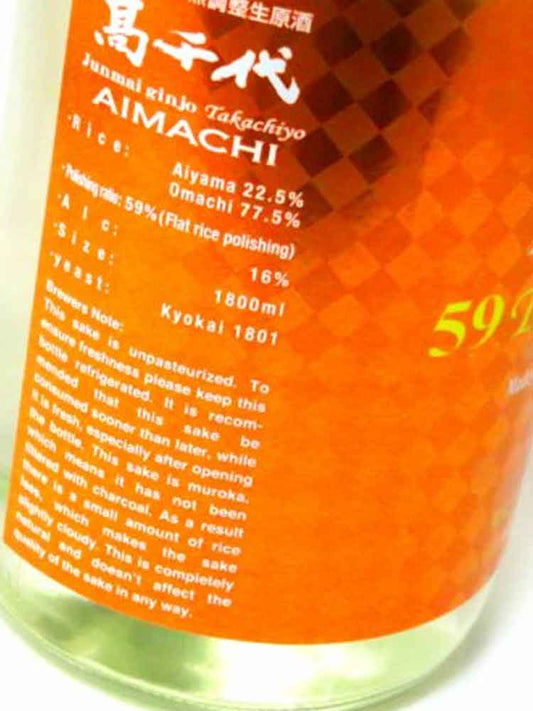 調整生原酒
髙千代
Junmai ginjo Takachiyo
AIMACHI
·Rice: Aiyama 22.5%
Omachi 77.5%
·Polishing ratio: 59% (Flat rice polishing)
·Alc: 16%
·Size: 1800ml
·yeast: Kyokai 1801
Brewers Note:
This sake is unpasteurized. To
ensure freshness please keep this
bottle refrigerated. It is recom-
mended that this sake be
consumed sooner than later, while
it is fresh, especially after opening
the bottle. This sake is muroka,
which means it has not been
filtered with charcoal. As a result
there is a small amount of rice
lees, which makes the sake
slightly cloudy. This is completely
natural and doesn't affect the
quality of the sake in any way.
59